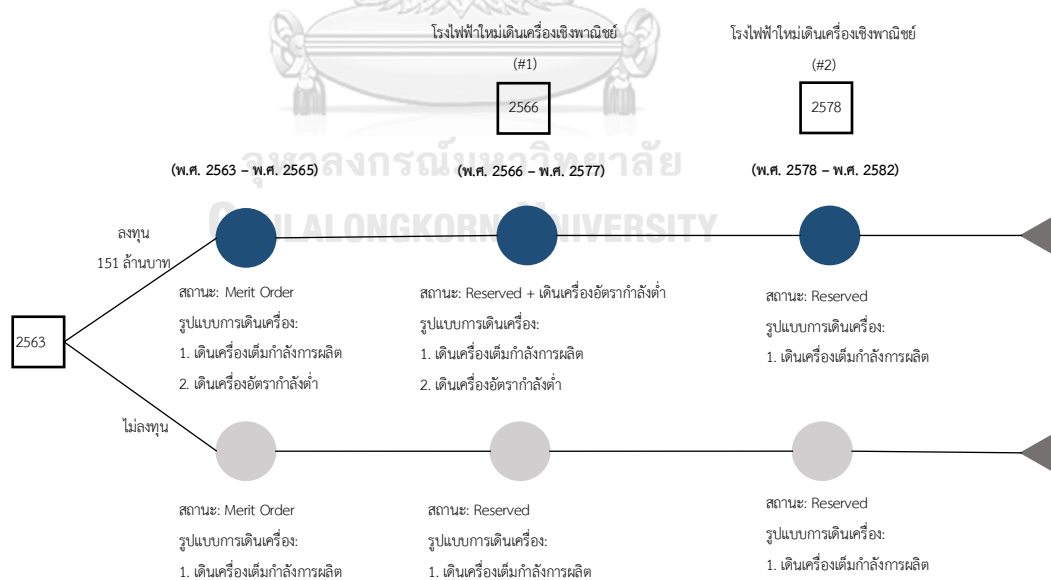 โรงไฟฟ้าใหม่เดินเครื่องเชิงพาณิชย์
(#1)
2566
โรงไฟฟ้าใหม่เดินเครื่องเชิงพาณิชย์
(#2)
2578
จุฬาลงกรณ์มหาวิทยาลัย
CHULALONGKORN UNIVERSITY
(พ.ศ. 2563 – พ.ศ. 2565)
(พ.ศ. 2566 – พ.ศ. 2577)
(พ.ศ. 2578 – พ.ศ. 2582)
2563
ลงทุน
151 ล้านบาท
สถานะ: Merit Order
รูปแบบการเดินเครื่อง:
1. เดินเครื่องเต็มกำลังการผลิต
2. เดินเครื่องอัตรากำลังต่ำ
สถานะ: Reserved + เดินเครื่องอัตรากำลังต่ำ
รูปแบบการเดินเครื่อง:
1. เดินเครื่องเต็มกำลังการผลิต
2. เดินเครื่องอัตรากำลังต่ำ
สถานะ: Reserved
รูปแบบการเดินเครื่อง:
1. เดินเครื่องเต็มกำลังการผลิต
ไม่ลงทุน
สถานะ: Merit Order
รูปแบบการเดินเครื่อง:
1. เดินเครื่องเต็มกำลังการผลิต
สถานะ: Reserved
รูปแบบการเดินเครื่อง:
1. เดินเครื่องเต็มกำลังการผลิต
สถานะ: Reserved
รูปแบบการเดินเครื่อง:
1. เดินเครื่องเต็มกำลังการผลิต